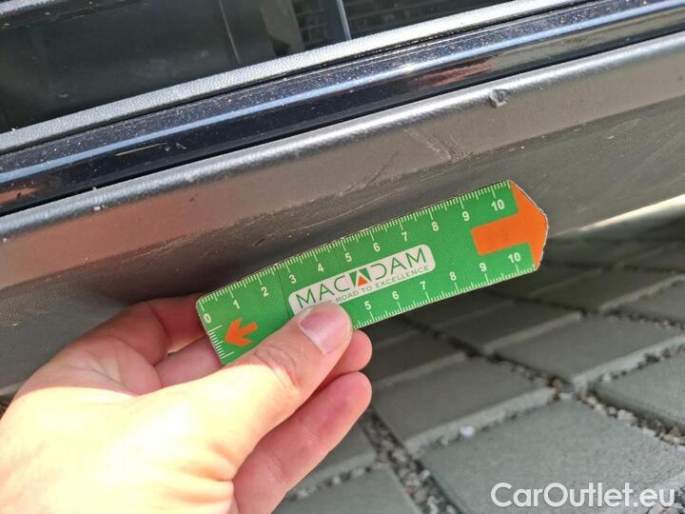 0 1 2 3 4 5 6 7 8 9 10
MACADAM
ROAD TO EXCELLENCE
5 6 7 8 9 10
CarOutlet.eu